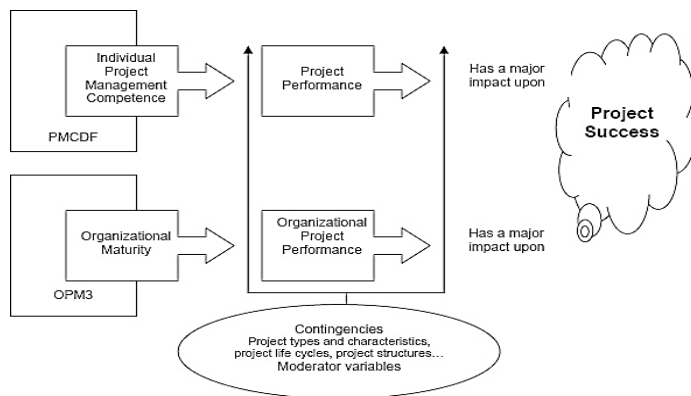 Individual
Project
Management
Competence
PMCDF
Project
Performance
Has a major
impact upon
Project
Success
Organizational
Maturity
OPM3
Organizational
Project
Performance
Has a major
impact upon
Contingencies
Project types and characteristics,
project life cycles, project structures...
Moderator variables